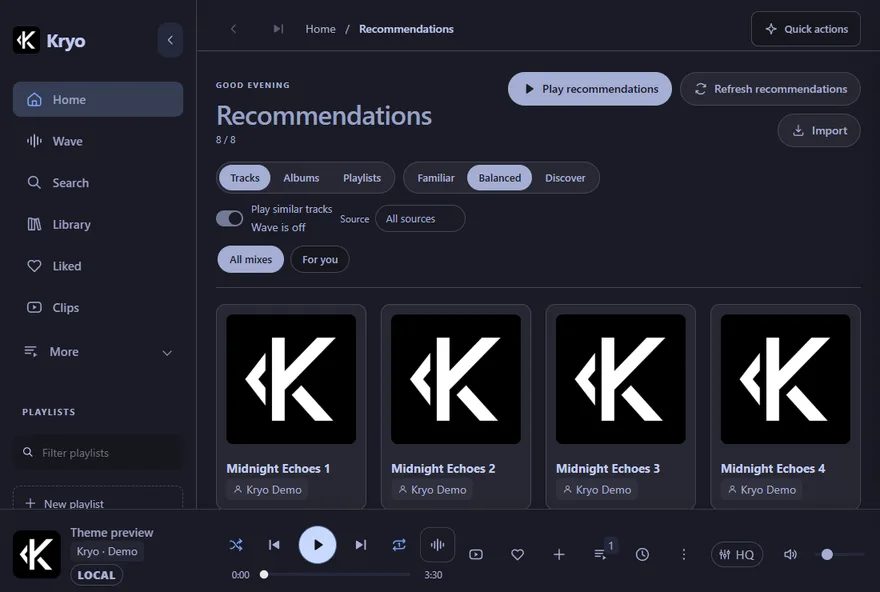 Kryo
Home
Wave
Search
Library
Liked
Clips
More
PLAYLISTS
Filter playlists
New playlist
Home / Recommendations
Quick actions
GOOD EVENING
Recommendations
8 / 8
Play recommendations
Refresh recommendations
Import
Tracks Albums Playlists
Familiar Balanced Discover
Play similar tracks
Wave is off
Source
All sources
All mixes
For you
Midnight Echoes 1
Kryo Demo
Midnight Echoes 2
Kryo Demo
Midnight Echoes 3
Kryo Demo
Midnight Echoes 4
Kryo Demo
Theme preview
Kryo · Demo
LOCAL
0:00
3:30
1
HQ